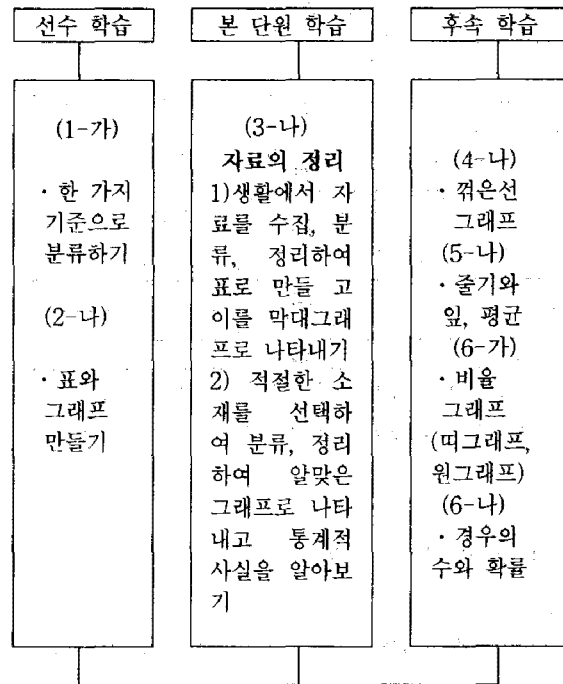 선수 학습
본 단원 학습
후속 학습
(1-가)
· 한 가지
기준으로
분류하기
(2-나)
· 표와
그래프
만들기
(3-나)
자료의 정리
1)생활에서 자
료를 수집, 분
류, 정리하여
표로 만들 고
이를 막대그래
프로 나타내기
2) 적절한 소
재를 선택하
여 분류, 정리
하여 알맞은
그래프로 나타
내고 통계적
사실을 알아보
기
(4-나)
· 꺾은선
그래프
(5-나)
· 줄기와
잎, 평균
(6-가)
· 비율
그래프
(띠그래프,
원그래프)
(6-나)
· 경우의
수와 확률